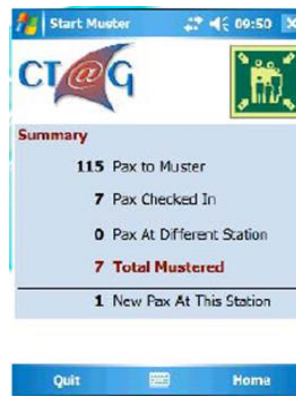 Start Muster 09:50
CT@G
Summary
115 Pax to Muster
7 Pax Checked In
0 Pax At Different Station
7 Total Mustered
1 New Pax At This Station
Quit Home